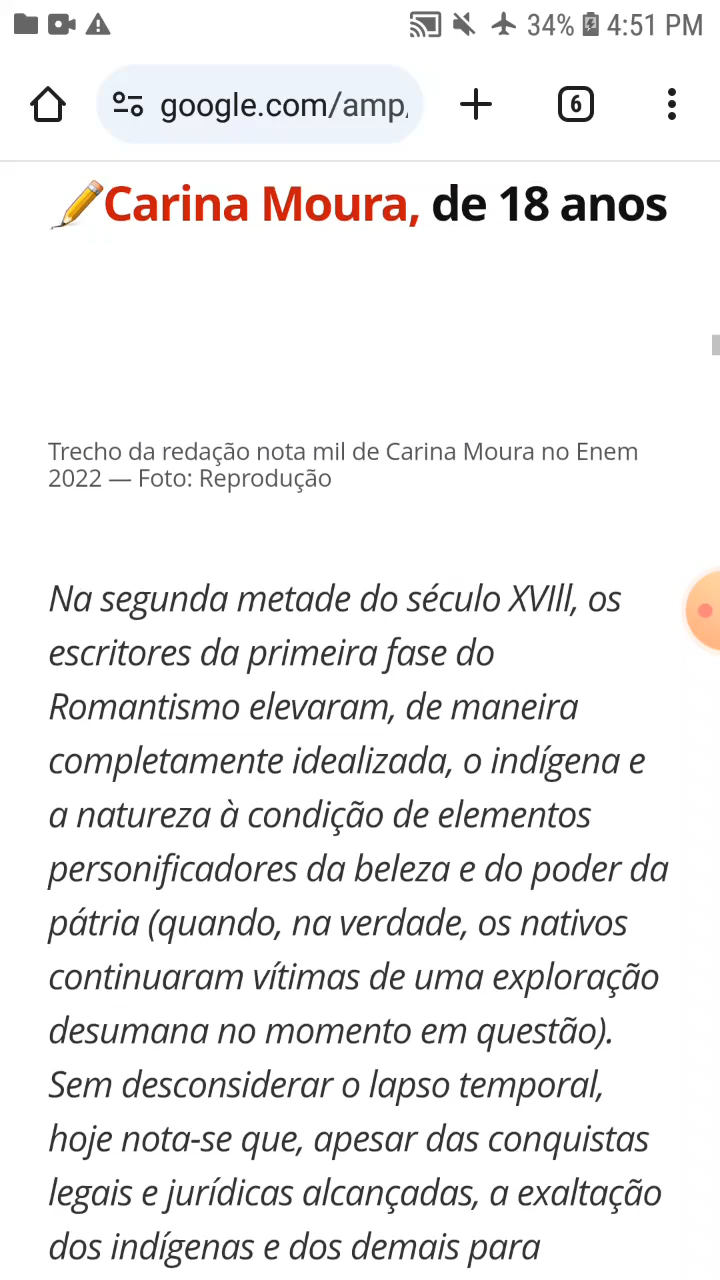 34% 4:51 PM
google.com/amp/
6
Carina Moura, de 18 anos
Trecho da redação nota mil de Carina Moura no Enem
2022 — Foto: Reprodução
Na segunda metade do século XVIll, os
escritores da primeira fase do
Romantismo elevaram, de maneira
completamente idealizada, o indígena e
a natureza à condição de elementos
personificadores da beleza e do poder da
pátria (quando, na verdade, os nativos
continuaram vítimas de uma exploração
desumana no momento em questão).
Sem desconsiderar o lapso temporal,
hoje nota-se que, apesar das conquistas
legais e jurídicas alcançadas, a exaltação
dos indígenas e dos demais para